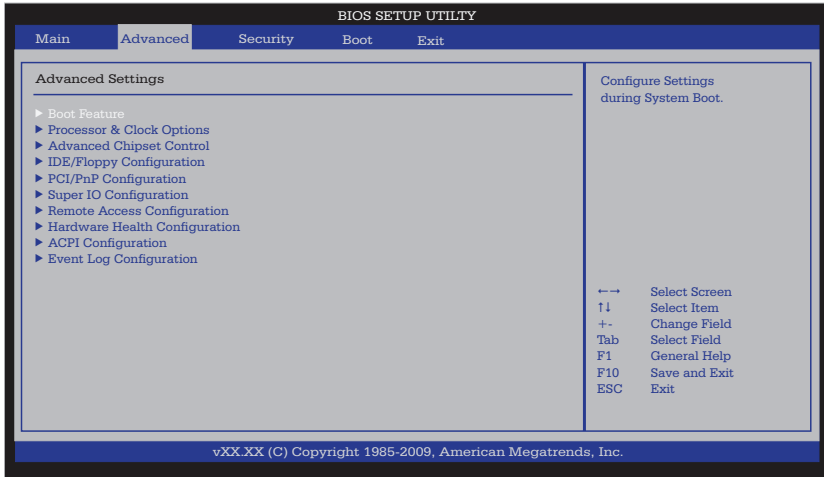 BIOS SETUP UTILTY
Main Advanced Security Boot Exit
Advanced Settings
▶ Boot Feature
▶ Processor & Clock Options
▶ Advanced Chipset Control
▶ IDE/Floppy Configuration
▶ PCI/PnP Configuration
▶ Super IO Configuration
▶ Remote Access Configuration
▶ Hardware Health Configuration
▶ ACPI Configuration
▶ Event Log Configuration
Configure Settings
during System Boot.
←→ Select Screen
↑↓ Select Item
+- Change Field
Tab Select Field
F1 General Help
F10 Save and Exit
ESC Exit
vXX.XX (C) Copyright 1985-2009, American Megatrends, Inc.